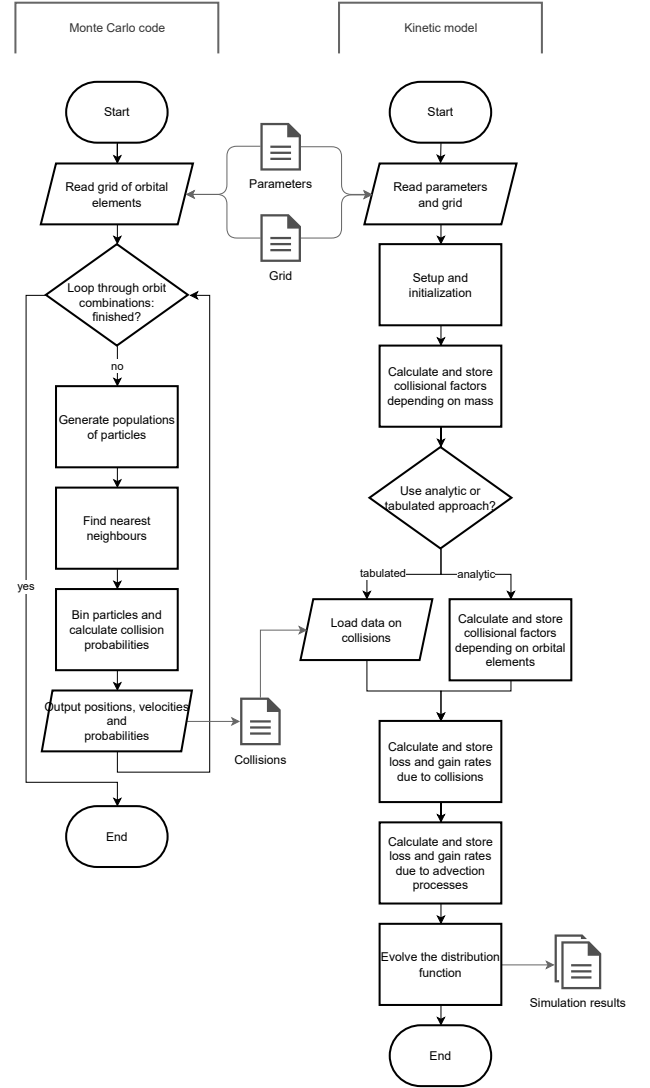 Monte Carlo code
Kinetic model
Start
Start
Read grid of orbital
elements
Parameters
Read parameters
and grid
Grid
Loop through orbit
combinations:
finished?
Setup and
initialization
no
Calculate and store
collisional factors
depending on mass
Generate populations
of particles
Use analytic or
tabulated approach?
Find nearest
neighbours
tabulated
analytic
yes
Bin particles and
calculate collision
probabilities
Load data on
collisions
Calculate and store
collisional factors
depending on orbital
elements
Output positions, velocities
and
probabilities
Collisions
Calculate and store
loss and gain rates
due to collisions
End
Calculate and store
loss and gain rates
due to advection
processes
Evolve the distribution
function
Simulation results
End